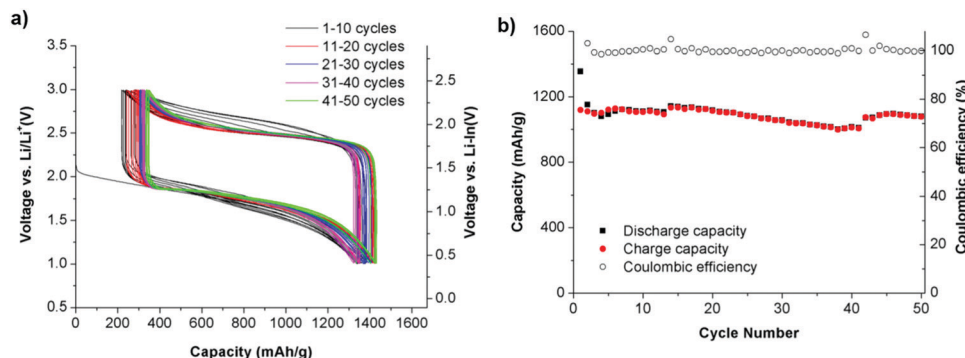 a)
1-10 cycles
11-20 cycles
21-30 cycles
31-40 cycles
41-50 cycles
Voltage vs. Li/Li⁺(V)
3.5
3.0
2.5
2.0
1.5
1.0
0.5
Voltage vs. Li-In(V)
2.5
2.0
1.5
1.0
0.5
0.0
0 200 400 600 800 1000 1200 1400 1600
Capacity (mAh/g)
b)
Capacity (mAh/g)
1600
1280
960
640
320
0
Coulombic efficiency (%)
100
80
60
40
20
0
Discharge capacity
Charge capacity
Coulombic efficiency
0 10 20 30 40 50
Cycle Number